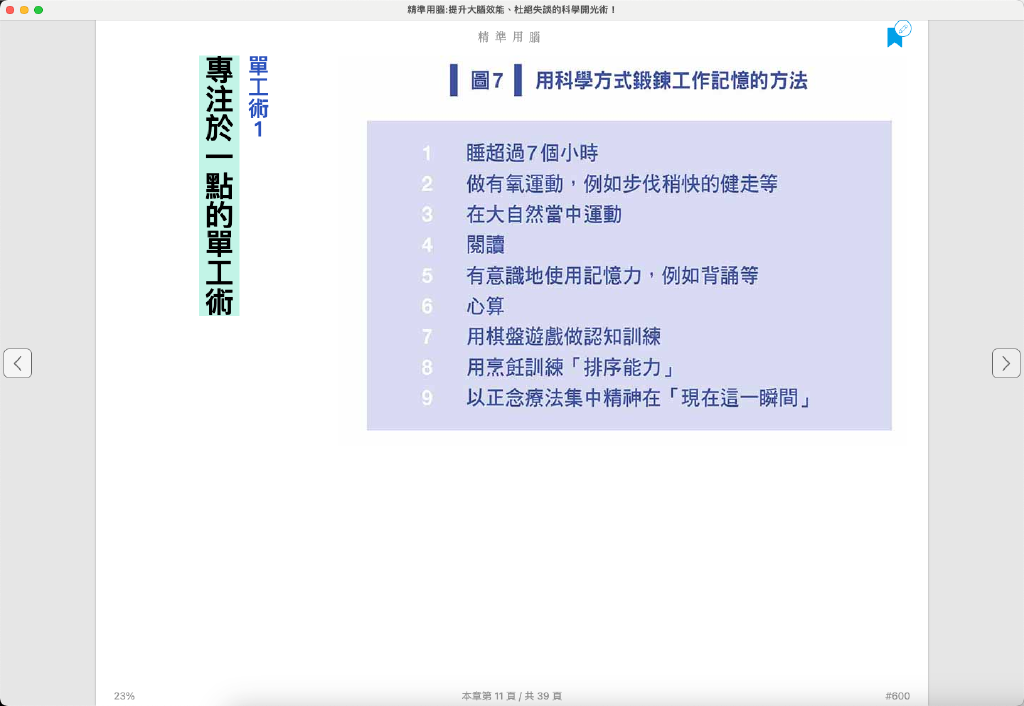 精準用腦:提升大腦效能、杜絕失誤的科學開光術！
精準用腦
圖7 用科學方式鍛鍊工作記憶的方法
1 睡超過7個小時
2 做有氧運動，例如步伐稍快的健走等
3 在大自然當中運動
4 閱讀
5 有意識地使用記憶力，例如背誦等
6 心算
7 用棋盤遊戲做認知訓練
8 用烹飪訓練「排序能力」
9 以正念療法集中精神在「現在這一瞬間」
單工術1
專注於一點的單工術
23%
本章第 11 頁 / 共 39 頁
#600